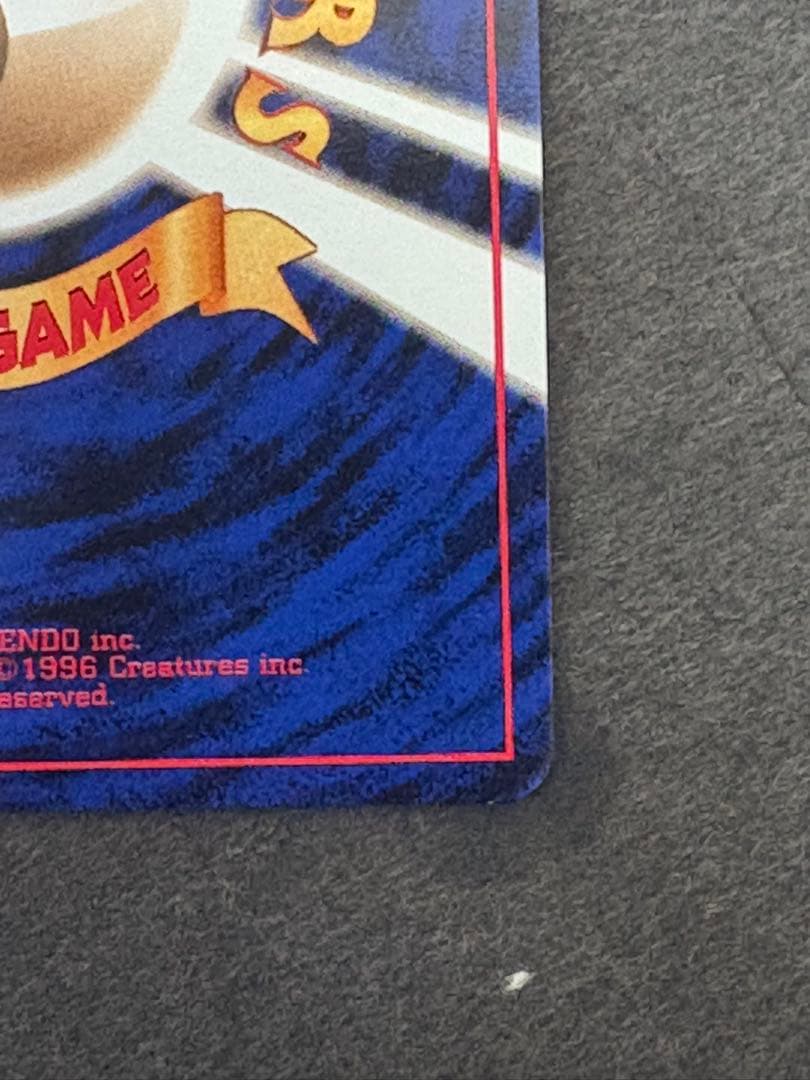 R
S
GAME
ENDO inc.
©1996 Creatures inc.
eserved.